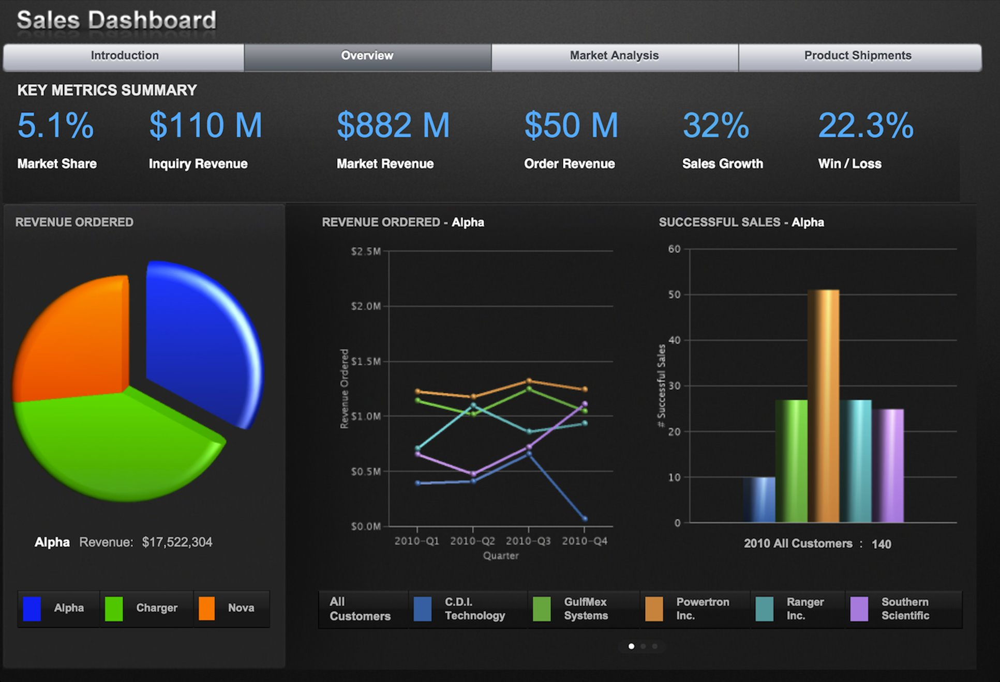 Sales Dashboard
Introduction
Overview
Market Analysis
Product Shipments
KEY METRICS SUMMARY
5.1%
$110 M
$882 M
$50 M
32%
22.3%
Market Share
Inquiry Revenue
Market Revenue
Order Revenue
Sales Growth
Win / Loss
REVENUE ORDERED
Alpha Revenue: $17,522,304
Alpha
Charger
Nova
REVENUE ORDERED - Alpha
$2.5M
$2.0M
$1.5M
$1.0M
$0.5M
$0.0M
Revenue Ordered
2010-Q1
2010-Q2
2010-Q3
2010-Q4
Quarter
SUCCESSFUL SALES - Alpha
60
50
40
30
20
10
0
# Successful Sales
2010 All Customers : 140
All
Customers
C.D.I.
Technology
GulfMex
Systems
Powertron
Inc.
Ranger
Inc.
Southern
Scientific